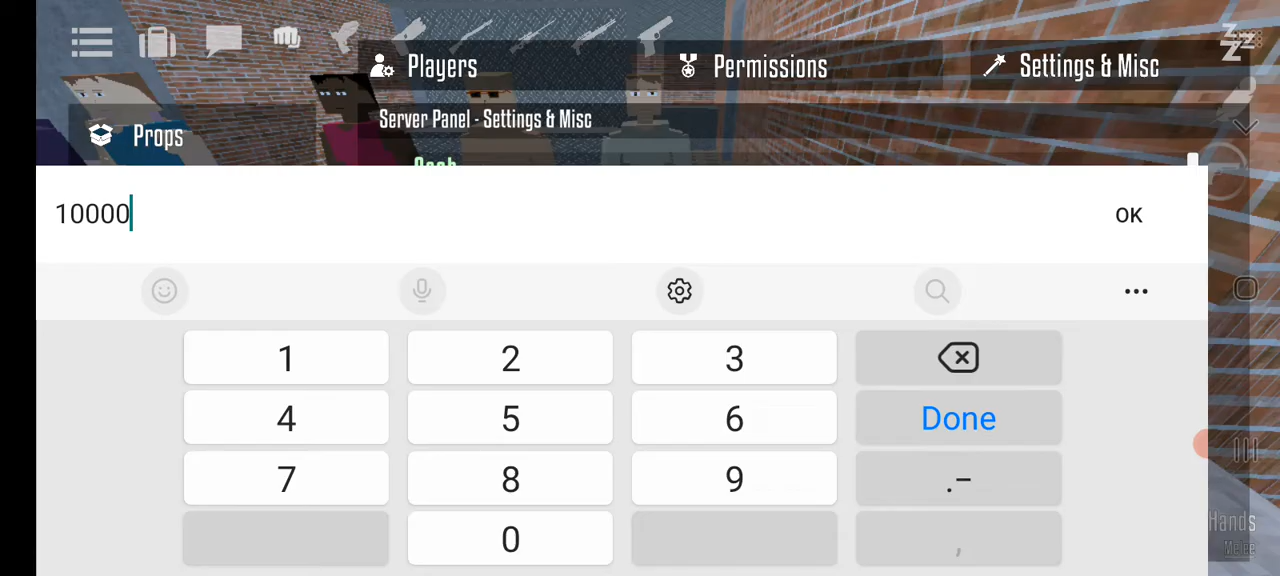 Players
Permissions
Settings & Misc
Props
Server Panel - Settings & Misc
10000
OK
1
2
3
4
5
6
Done
7
8
9
.-
0
,
Hands
Melee